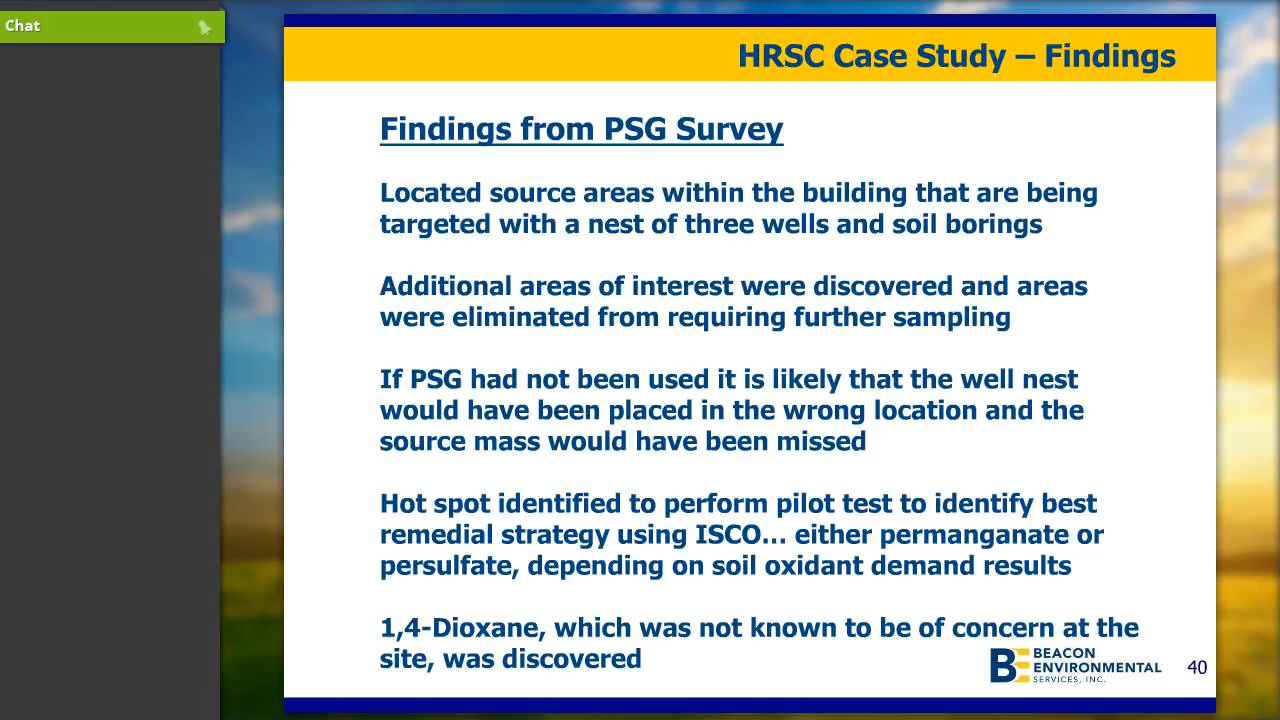 Chat
HRSC Case Study – Findings
Findings from PSG Survey
Located source areas within the building that are being
targeted with a nest of three wells and soil borings
Additional areas of interest were discovered and areas
were eliminated from requiring further sampling
If PSG had not been used it is likely that the well nest
would have been placed in the wrong location and the
source mass would have been missed
Hot spot identified to perform pilot test to identify best
remedial strategy using ISCO… either permanganate or
persulfate, depending on soil oxidant demand results
1,4-Dioxane, which was not known to be of concern at the
site, was discovered
BE BEACON
ENVIRONMENTAL
SERVICES, INC.
40